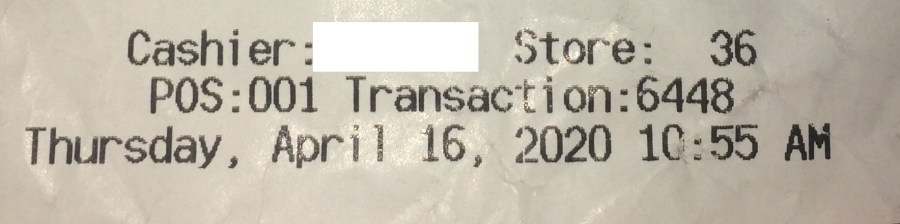 Cashier: Store: 36
POS:001 Transaction:6448
Thursday, April 16, 2020 10:55 AM